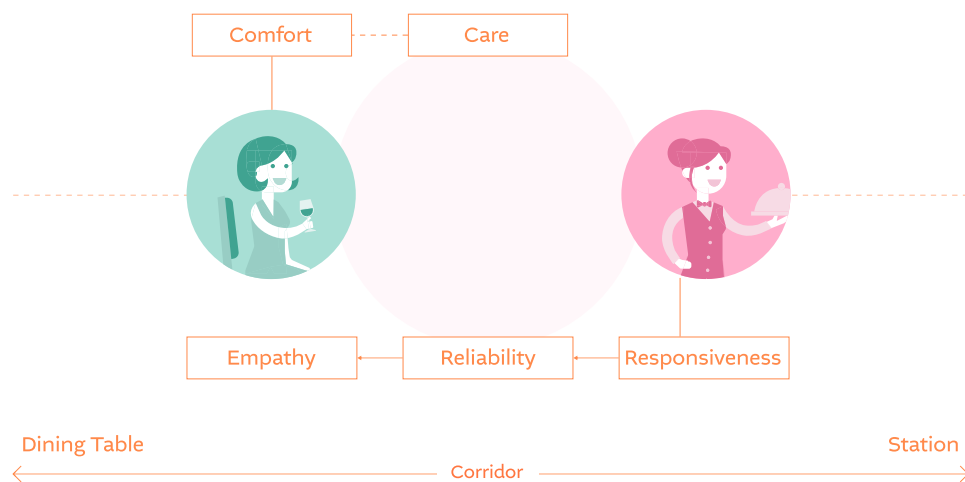 Comfort
Care
Empathy
Reliability
Responsiveness
Dining Table
Station
Corridor